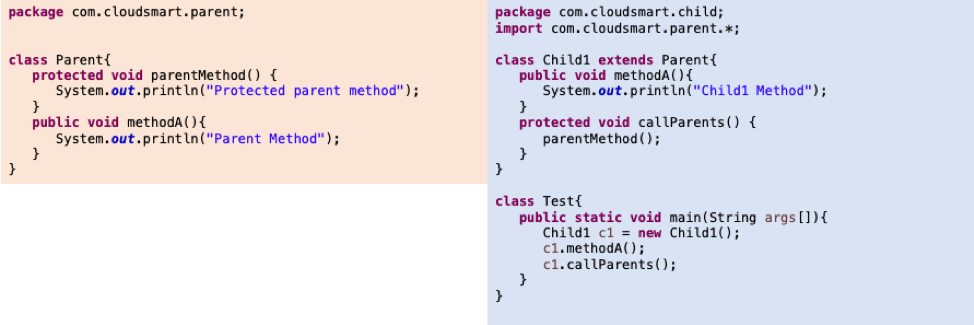 package com.cloudsmart.parent;
class Parent{
protected void parentMethod() {
System.out.println("Protected parent method");
}
public void methodA(){
System.out.println("Parent Method");
}
}
package com.cloudsmart.child;
import com.cloudsmart.parent.*;
class Child1 extends Parent{
public void methodA(){
System.out.println("Child1 Method");
}
protected void callParents() {
parentMethod();
}
}
class Test{
public static void main(String args[]){
Child1 c1 = new Child1();
c1.methodA();
c1.callParents();
}
}